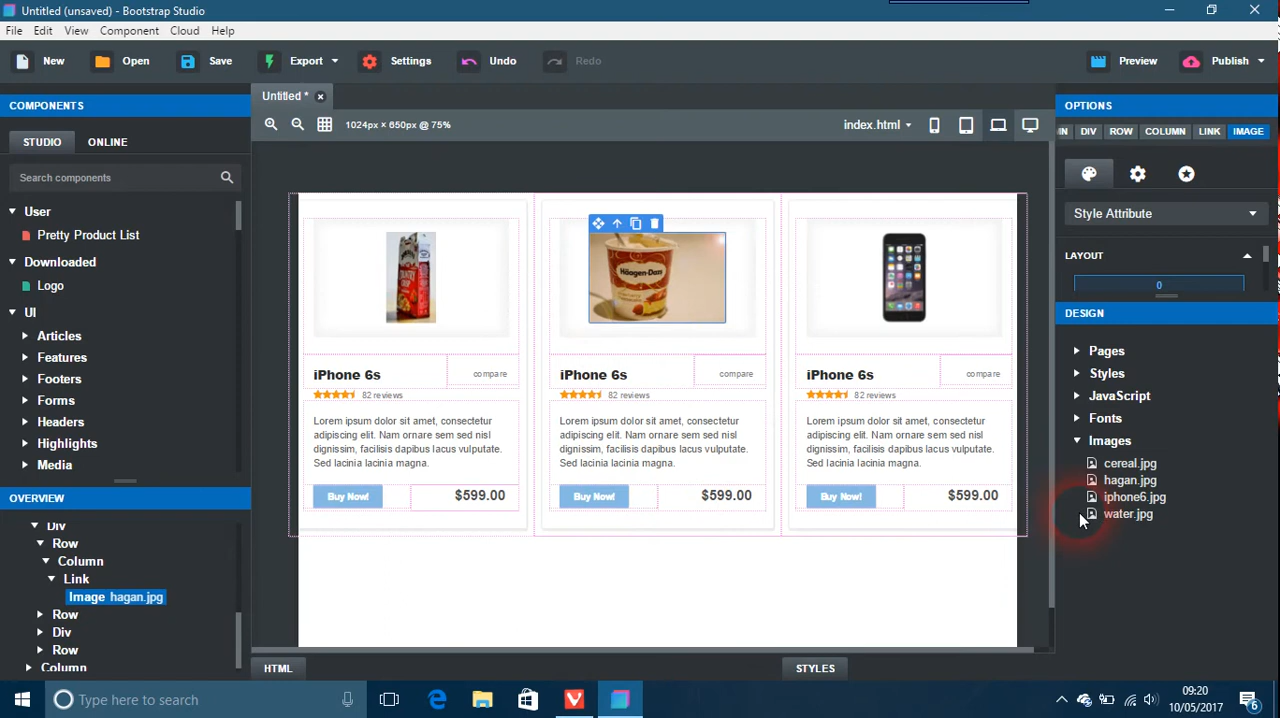 Untitled (unsaved) - Bootstrap Studio
File Edit View Component Cloud Help
New Open Save Export Settings Undo Redo Preview Publish
COMPONENTS
Untitled *
OPTIONS
1024px × 650px @ 75%
index.html
STUDIO ONLINE
DIV ROW COLUMN LINK IMAGE
Search components
User
Pretty Product List
Downloaded
Logo
UI
Articles
Features
Footers
Forms
Headers
Highlights
Media
OVERVIEW
Div
Row
Column
Link
Image hagan.jpg
Row
Div
Row
Column
Häagen-Dazs
iPhone 6s compare
82 reviews
Lorem ipsum dolor sit amet, consectetur
adipiscing elit. Nam ornare sem sed nisl
dignissim, facilisis dapibus lacus vulputate.
Sed lacinia lacinia magna.
Buy Now! $599.00
iPhone 6s compare
82 reviews
Lorem ipsum dolor sit amet, consectetur
adipiscing elit. Nam ornare sem sed nisl
dignissim, facilisis dapibus lacus vulputate.
Sed lacinia lacinia magna.
Buy Now! $599.00
iPhone 6s compare
82 reviews
Lorem ipsum dolor sit amet, consectetur
adipiscing elit. Nam ornare sem sed nisl
dignissim, facilisis dapibus lacus vulputate.
Sed lacinia lacinia magna.
Buy Now! $599.00
HTML STYLES
Style Attribute
LAYOUT
0
DESIGN
Pages
Styles
JavaScript
Fonts
Images
cereal.jpg
hagan.jpg
iphone6.jpg
water.jpg
Type here to search
09:20
10/05/2017
6